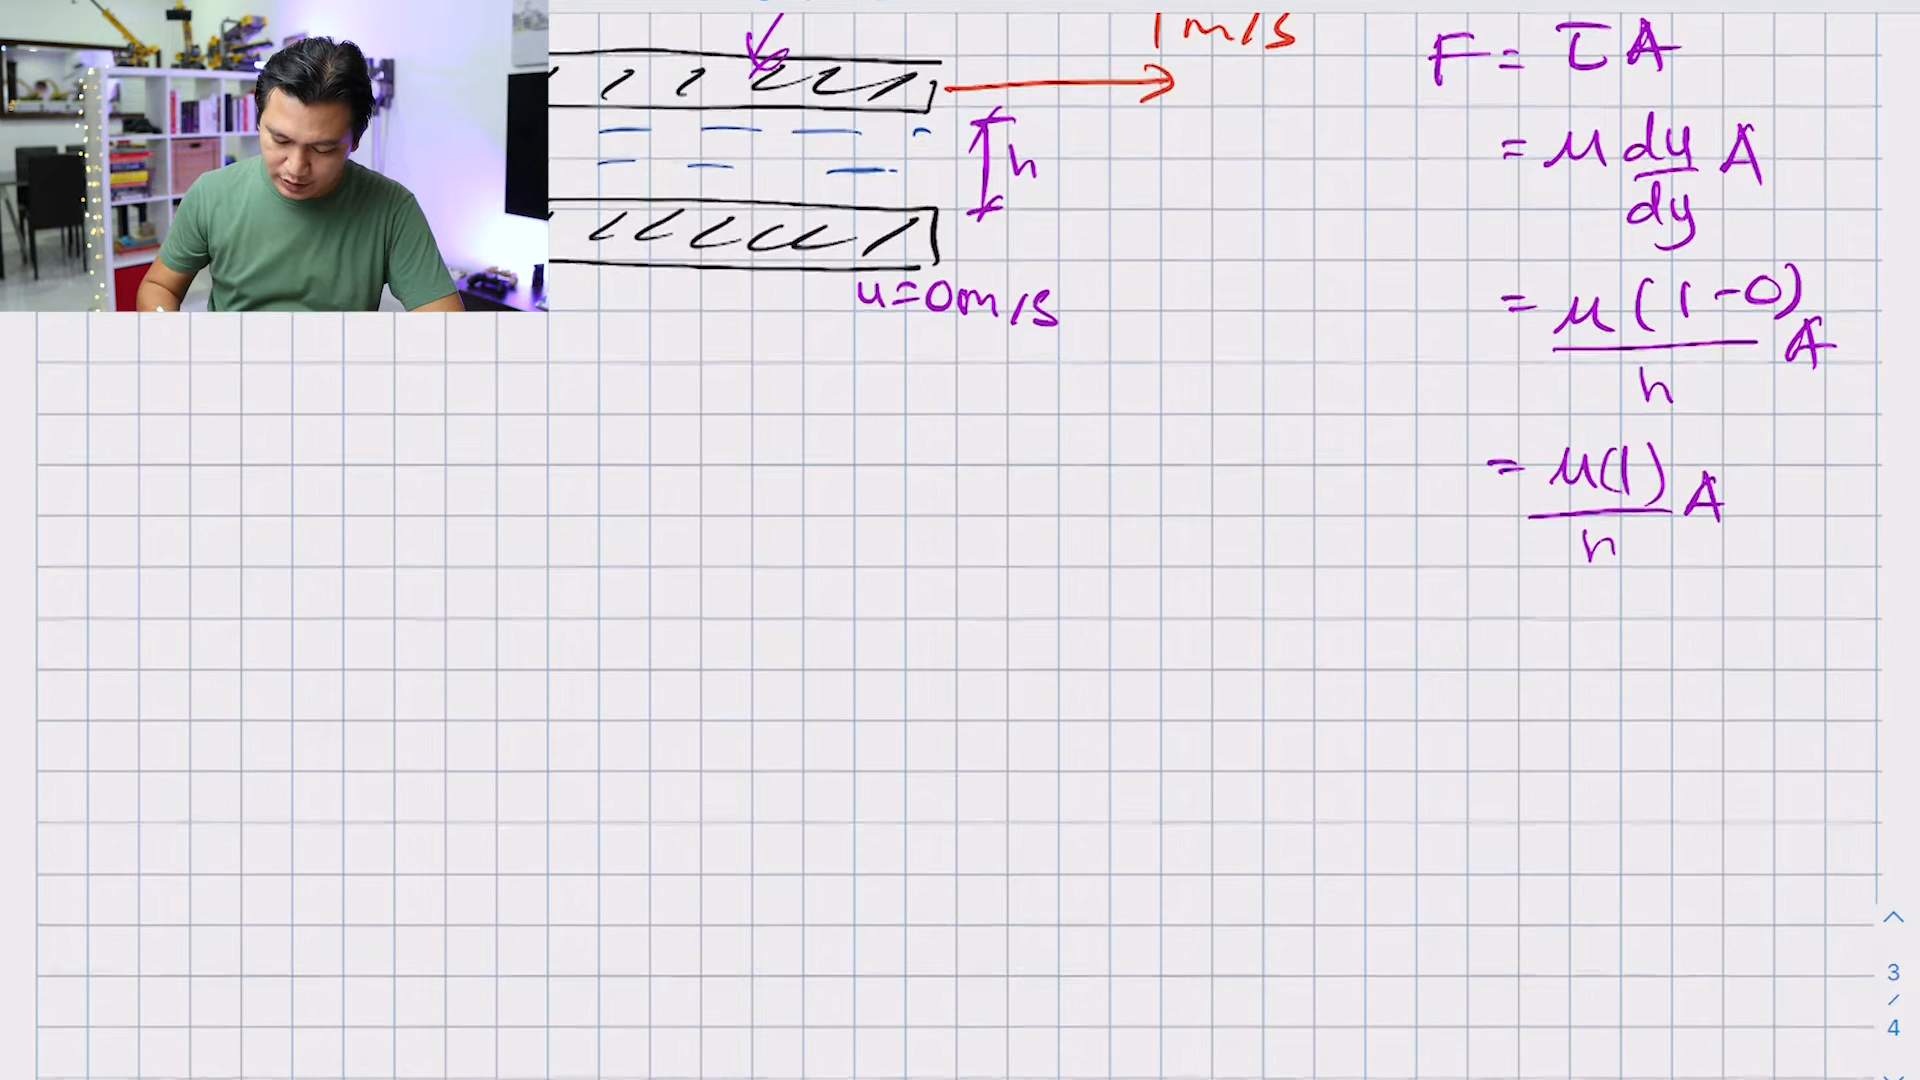 1 m/s
h
u=0m/s
F = τA
= μ du/dy A
= μ(1-0)/h A
= μ(1)/h A
3
/
4